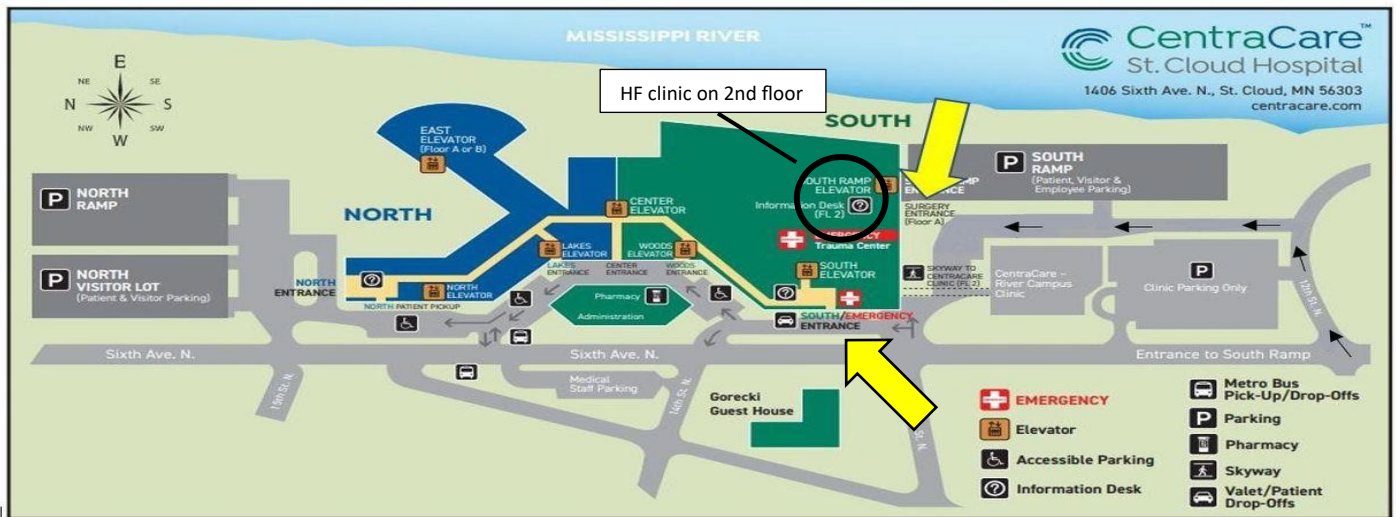 MISSISSIPPI RIVER
CentraCare™
St. Cloud Hospital
1406 Sixth Ave. N., St. Cloud, MN 56303
centracare.com
E
NE
SE
N
S
NW
SW
W
HF clinic on 2nd floor
SOUTH
EAST
ELEVATOR
(Floor A or B)
P
SOUTH
RAMP
(Patient, Visitor &
Employee Parking)
P
NORTH
RAMP
SOUTH RAMP
ELEVATOR
ENTRANCE
Information Desk
(FL 2)
SURGERY
ENTRANCE
(Floor A)
NORTH
CENTER
ELEVATOR
EMERGENCY
Trauma Center
LAKES
ELEVATOR
WOODS
ELEVATOR
LAKES
ENTRANCE
CENTER
ENTRANCE
WOODS
ENTRANCE
SOUTH
ELEVATOR
SKYWAY TO
CENTRACARE
CLINIC (FL 2)
CentraCare –
River Campus
Clinic
P
Clinic Parking Only
12th St. N.
P
NORTH
VISITOR LOT
(Patient & Visitor Parking)
NORTH
ENTRANCE
NORTH
ELEVATOR
NORTH PATIENT PICKUP
Pharmacy
Administration
SOUTH/EMERGENCY
ENTRANCE
Sixth Ave. N.
Sixth Ave. N.
Entrance to South Ramp
15th St. N.
Medical
Staff Parking
14th St. N.
Gorecki
Guest House
St. N.
EMERGENCY
Elevator
Accessible Parking
Information Desk
Metro Bus
Pick-Up/Drop-Offs
P
Parking
Pharmacy
Skyway
Valet/Patient
Drop-Offs